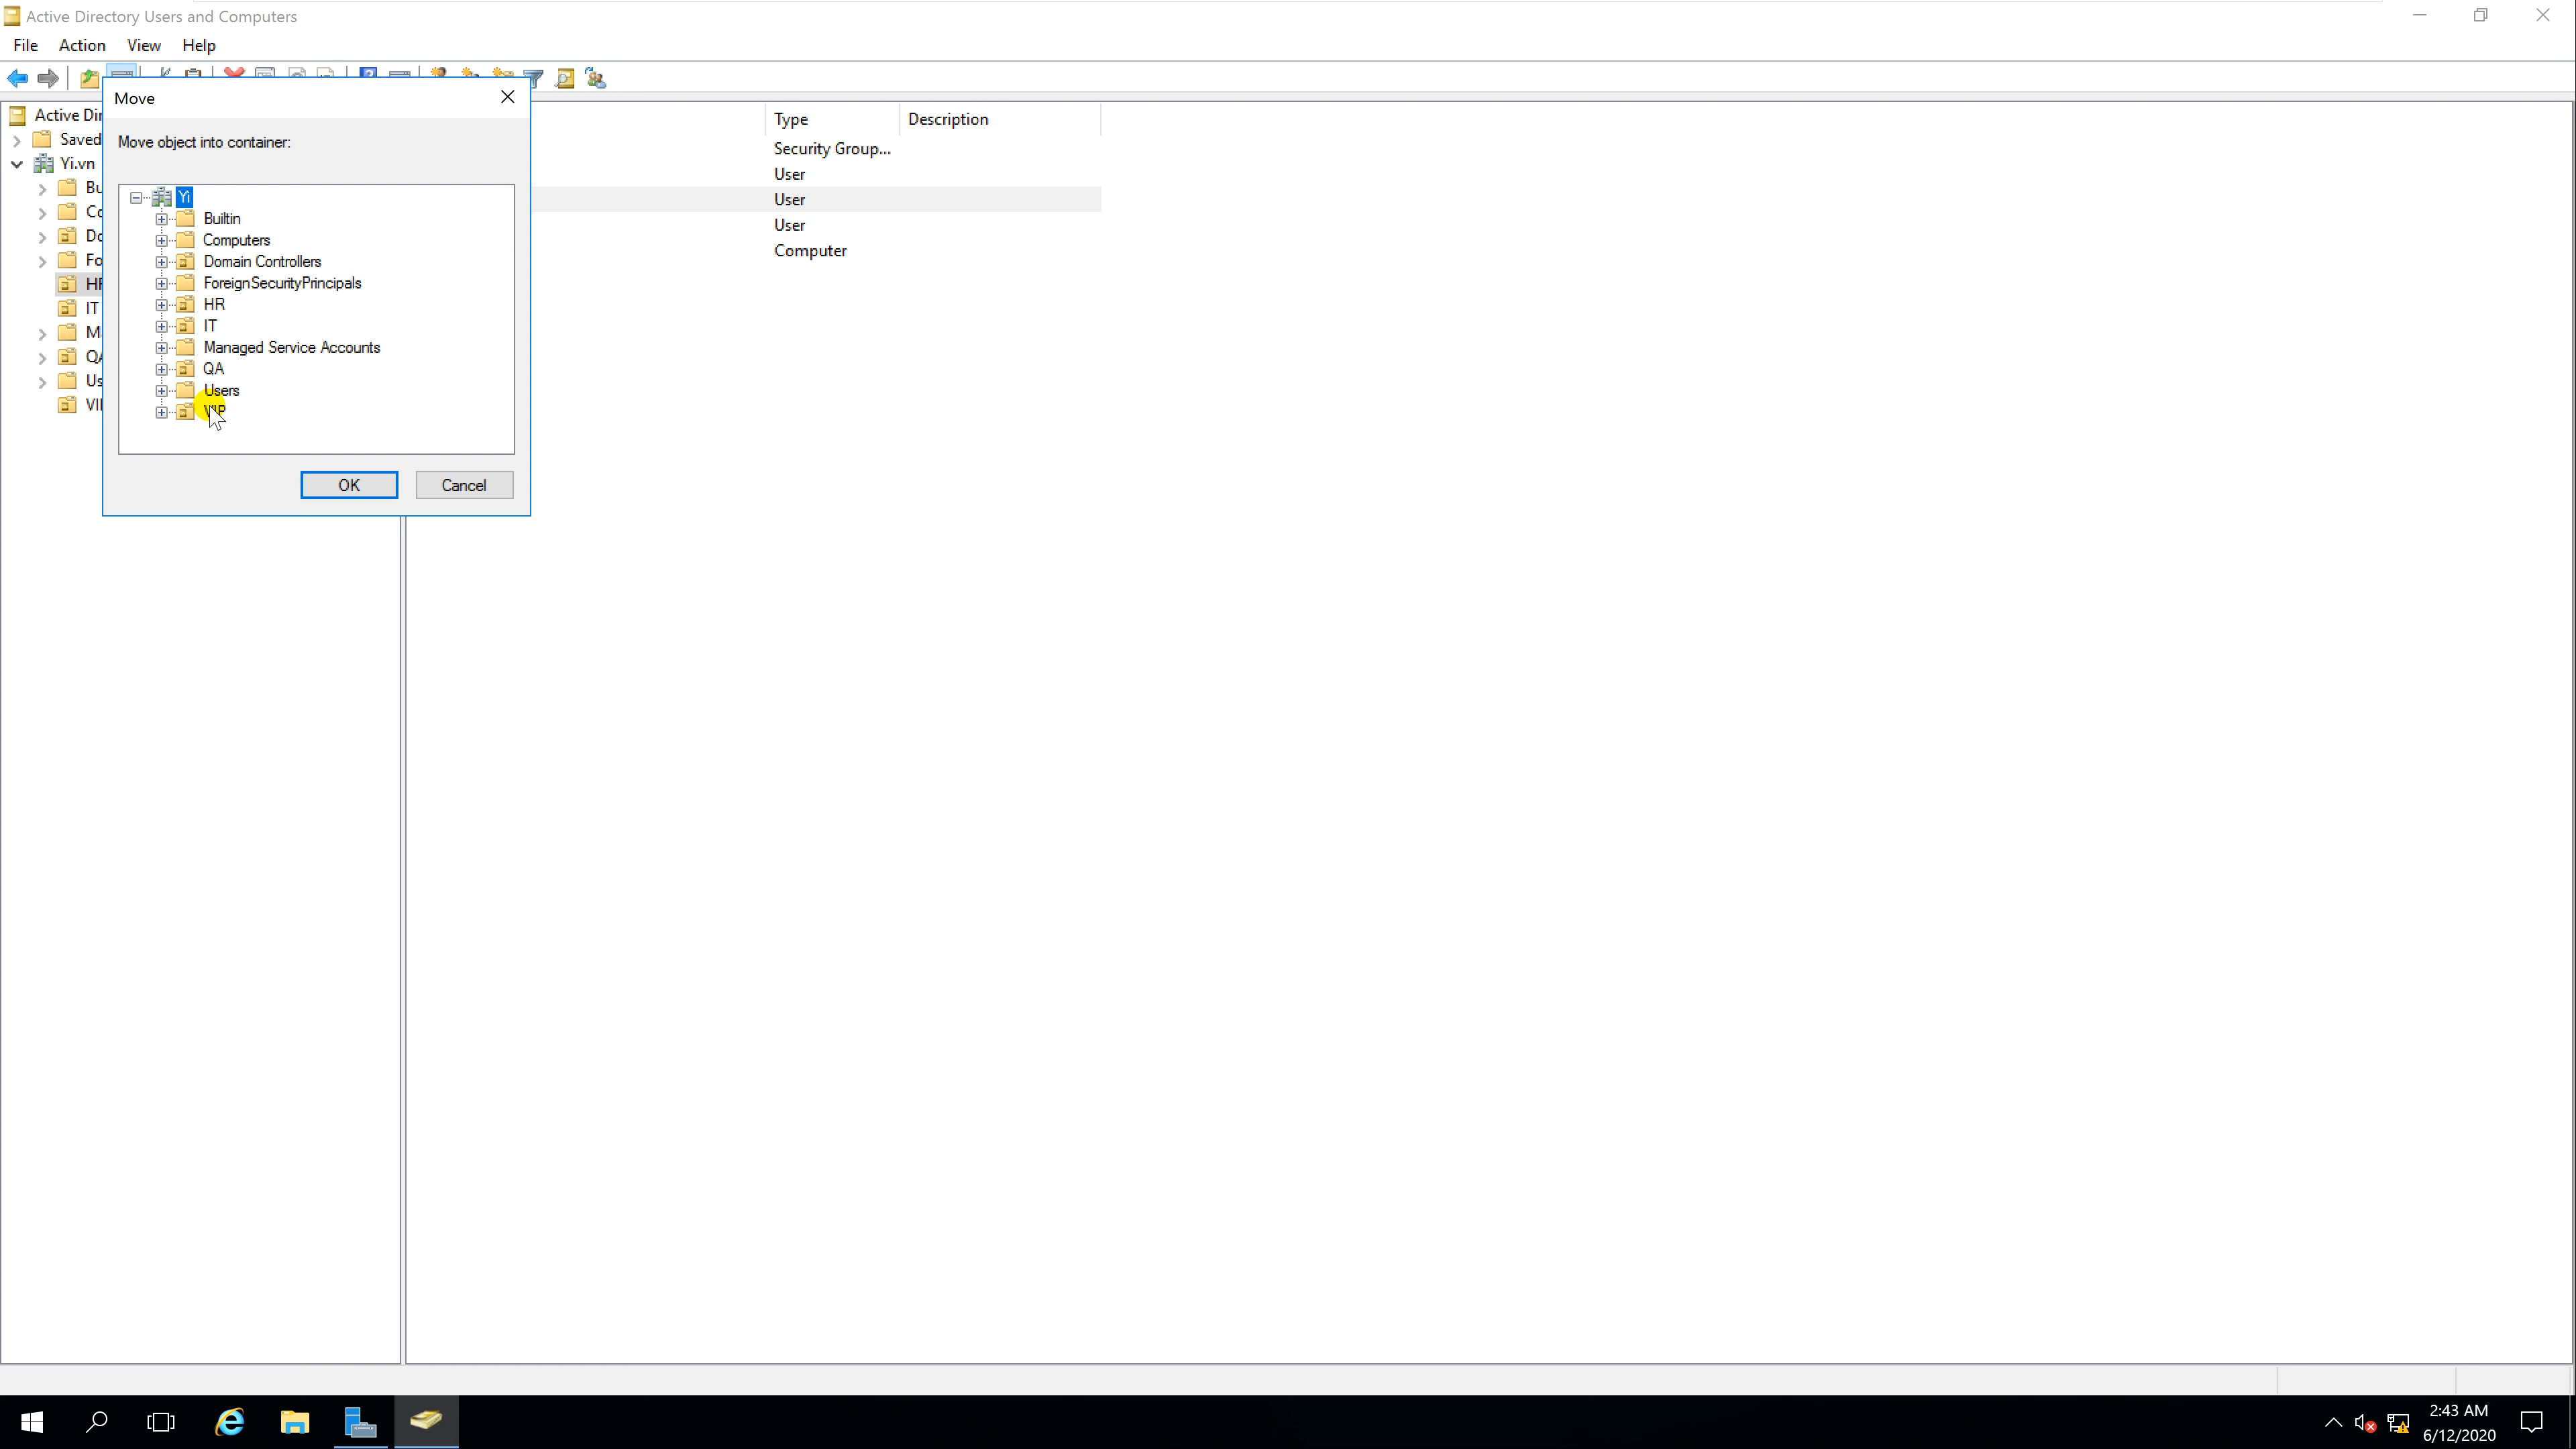 Active Directory Users and Computers
File Action View Help
Move
Move object into container:
Yi
Builtin
Computers
Domain Controllers
ForeignSecurityPrincipals
HR
IT
Managed Service Accounts
QA
Users
VIP
OK Cancel
Active Dir
Saved
Yi.vn
Bu
Co
Do
Fo
IT
QA
Us
Type Description
Security Group...
User
User
User
Computer
2:43 AM
6/12/2020